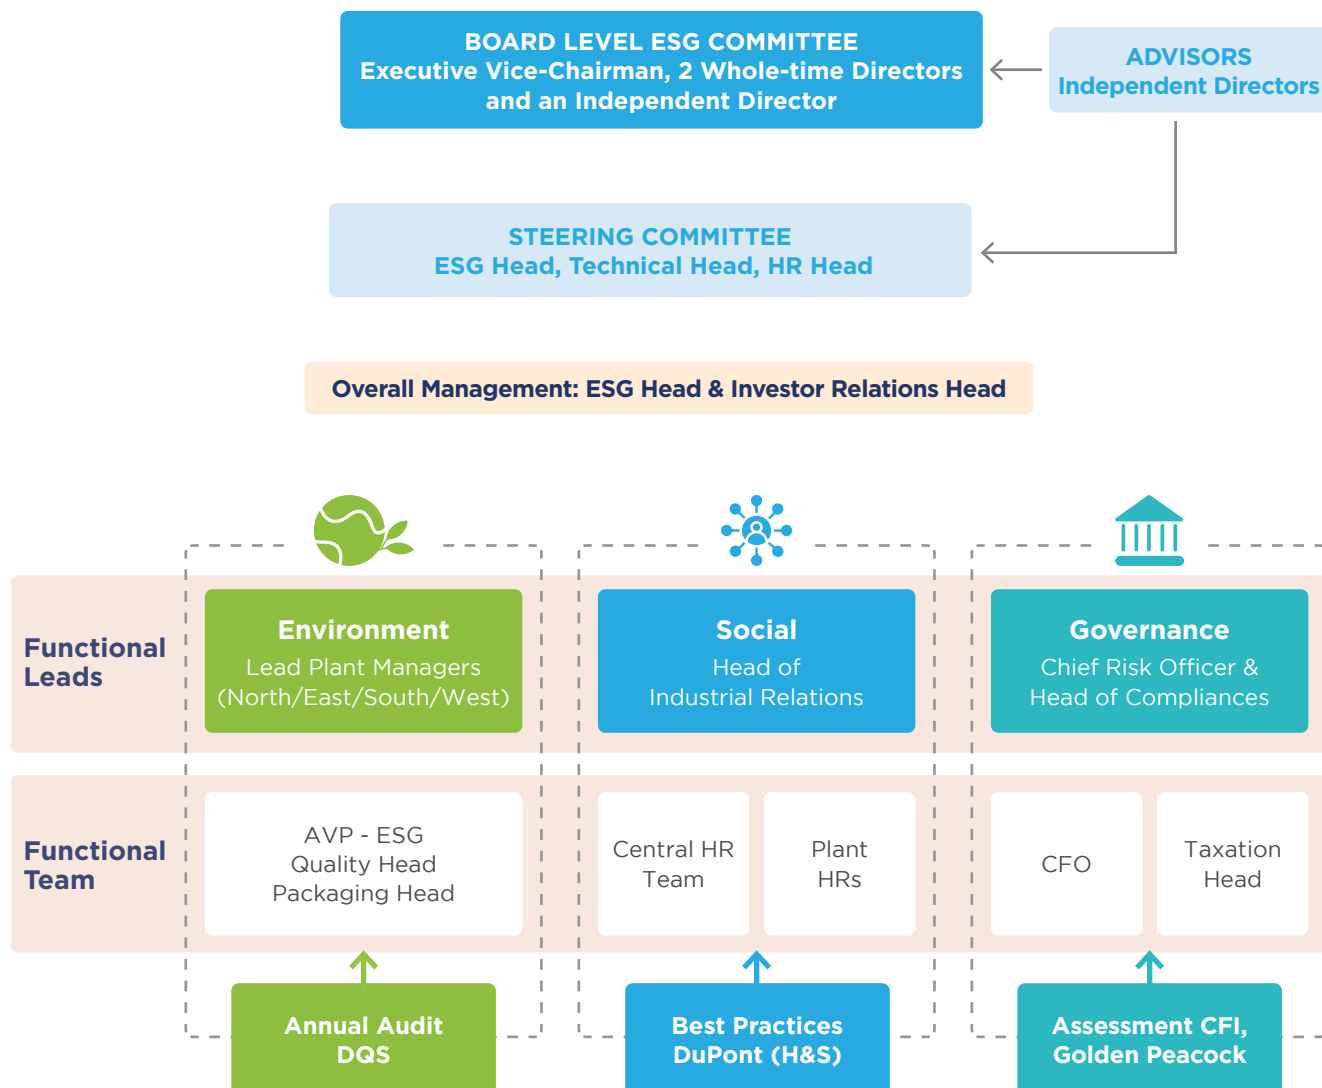 BOARD LEVEL ESG COMMITTEE
Executive Vice-Chairman, 2 Whole-time Directors
and an Independent Director
ADVISORS
Independent Directors
STEERING COMMITTEE
ESG Head, Technical Head, HR Head
Overall Management: ESG Head & Investor Relations Head
Functional
Leads
Environment
Lead Plant Managers
(North/East/South/West)
Social
Head of
Industrial Relations
Governance
Chief Risk Officer &
Head of Compliances
Functional
Team
AVP - ESG
Quality Head
Packaging Head
Central HR
Team
Plant
HRs
CFO
Taxation
Head
Annual Audit
DQS
Best Practices
DuPont (H&S)
Assessment CFI,
Golden Peacock